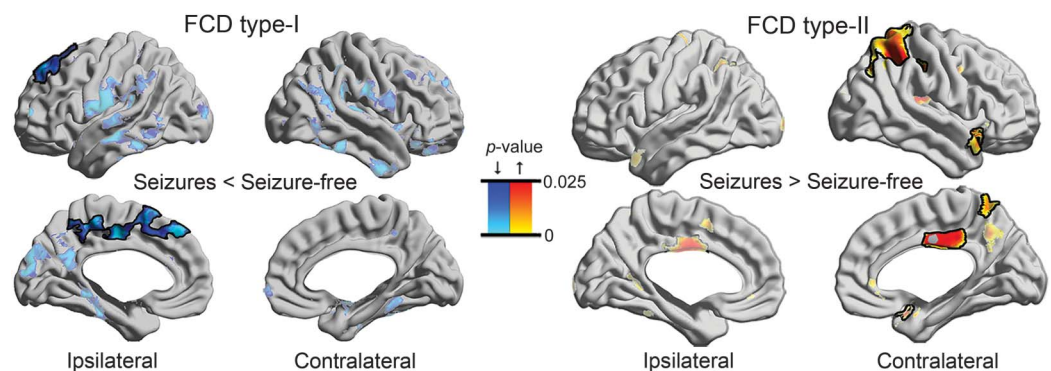 FCD type-I
FCD type-II
p-value
↓ ↑
0.025
0
Seizures < Seizure-free
Seizures > Seizure-free
Ipsilateral
Contralateral
Ipsilateral
Contralateral